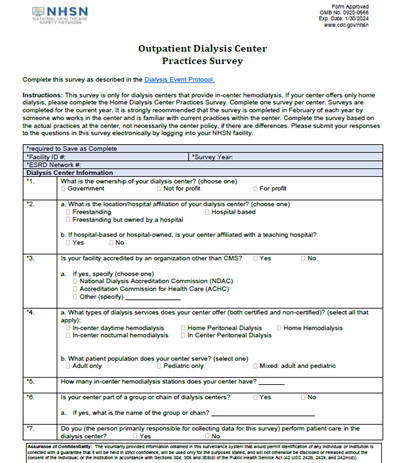 NHSN
NATIONAL HEALTHCARE
SAFETY NETWORK
Form Approved
OMB No. 0920-0666
Exp. Date: 1/30/2024
www.cdc.gov/nhsn
Outpatient Dialysis Center
Practices Survey
Complete this survey as described in the Dialysis Event Protocol.
Instructions: This survey is only for dialysis centers that provide in-center hemodialysis. If your center offers only home
dialysis, please complete the Home Dialysis Center Practices Survey. Complete one survey per center. Surveys are
completed for the current year. It is strongly recommended that the survey is completed in February of each year by
someone who works in the center and is familiar with current practices within the center. Complete the survey based on
the actual practices at the center, not necessarily the center policy, if there are differences. Please submit your responses
to the questions in this survey electronically by logging into your NHSN facility.
*required to Save as Complete
*Facility ID #: *Survey Year:
*ESRD Network #:
Dialysis Center Information
*1. What is the ownership of your dialysis center? (choose one)
□ Government □ Not for profit □ For profit
*2. a. What is the location/hospital affiliation of your dialysis center? (choose one)
□ Freestanding □ Hospital based
□ Freestanding but owned by a hospital
b. If hospital-based or hospital-owned, is your center affiliated with a teaching hospital?
□ Yes □ No
*3. Is your facility accredited by an organization other than CMS? □ Yes □ No
a. If yes, specify (choose one)
□ National Dialysis Accreditation Commission (NDAC)
□ Accreditation Commission for Health Care (ACHC)
□ Other (specify) ____________
*4. a. What types of dialysis services does your center offer (both certified and non-certified)? (select all that
apply):
□ In-center daytime hemodialysis □ Home Peritoneal Dialysis □ Home Hemodialysis
□ In-center nocturnal hemodialysis □ In Center Peritoneal Dialysis
b. What patient population does your center serve? (select one)
□ Adult only □ Pediatric only □ Mixed: adult and pediatric
*5. How many in-center hemodialysis stations does your center have? ______
*6. Is your center part of a group or chain of dialysis centers? □ Yes □ No
a. If yes, what is the name of the group or chain? ____________
*7. Do you (the person primarily responsible for collecting data for this survey) perform patient care in the
dialysis center? □ Yes □ No
Assurance of Confidentiality: The voluntarily provided information obtained in this surveillance system that would permit identification of any individual or institution is
collected with a guarantee that it will be held in strict confidence, will be used only for the purposes stated, and will not otherwise be disclosed or released without the
consent of the individual, or the institution in accordance with Sections 304, 306 and 308(d) of the Public Health Service Act (42 USC 242b, 242k, and 242m(d)).